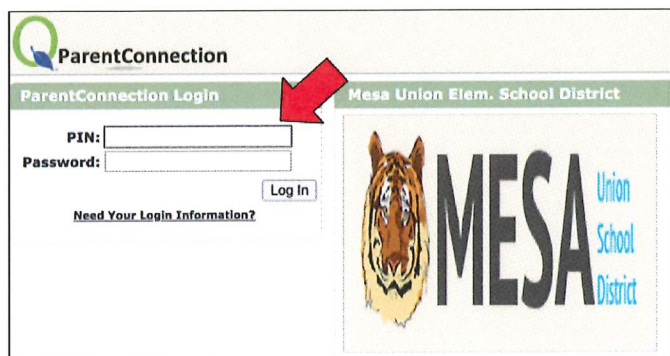 Q ParentConnection
ParentConnection Login
PIN:
Password:
Log In
Need Your Login Information?
Mesa Union Elem. School District
MESA
Union
School
District